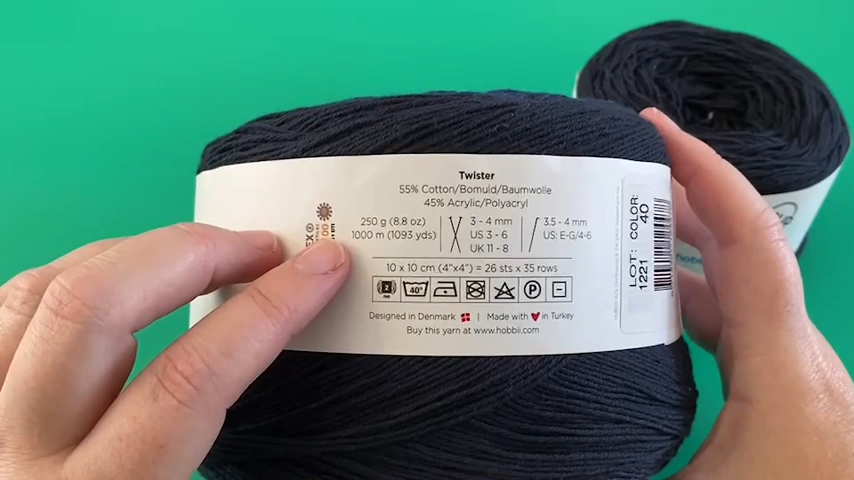 Twister
55% Cotton/Bomuld/Baumwolle
45% Acrylic/Polyacryl
250 g (8.8 oz)
1000 m (1093 yds)
3 - 4 mm
US 3 - 6
UK 11 - 8
3.5 - 4 mm
US: E-G/4-6
10 x 10 cm (4"x4") = 26 sts x 35 rows
2
40°
P
Designed in Denmark | Made with in Turkey
Buy this yarn at www.hobbii.com
LOT: COLOR:
1221 40